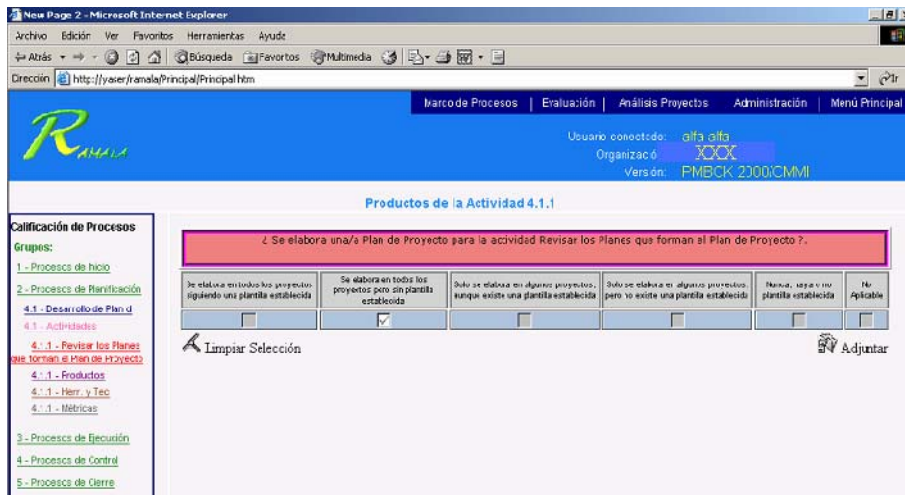 New Page 2 - Microsoft Internet Explorer
Archivo Edición Ver Favoritos Herramientas Ayuda
Atrás Búsqueda Favoritos Multimedia
Dirección http://yaser/ramala/Principal/Principal.htm Ir
Marco de Procesos | Evaluación | Análisis Proyectos Administración | Menú Principal
RAMALA
Usuario conectado: alfa alfa
Organizació XXX
Versión: PMBCK 2000/CMMI
Productos de la Actividad 4.1.1
Calificación de Procesos
Grupos:
1 - Procesos de Inicio
2 - Procesos de Planificación
4.1 - Desarrollo de Plan d
4.1 - Actividades
4.1.1 - Revisar los Planes
que forman el Plan de Proyecto
4.1.1 - Productos
4.1.1 - Herr. y Tec
4.1.1 - Métricas
3 - Procesos de Ejecución
4 - Procesos de Control
5 - Procesos de Cierre
¿ Se elabora una/a Plan de Proyecto para la actividad Revisar los Planes que forman el Plan de Proyecto ?.
Se elabora en todos los proyectos
siguiendo una plantilla establecida
Se elabora en todos los
proyectos pero sin plantilla
establecida
Solo se elabora en algunos proyectos,
aunque existe una plantilla establecida
Solo se elabora en algunos proyectos,
pero no existe una plantilla establecida
Nunca, haya o no
plantilla establecida
No
Aplicable
Limpiar Selección
Adjuntar